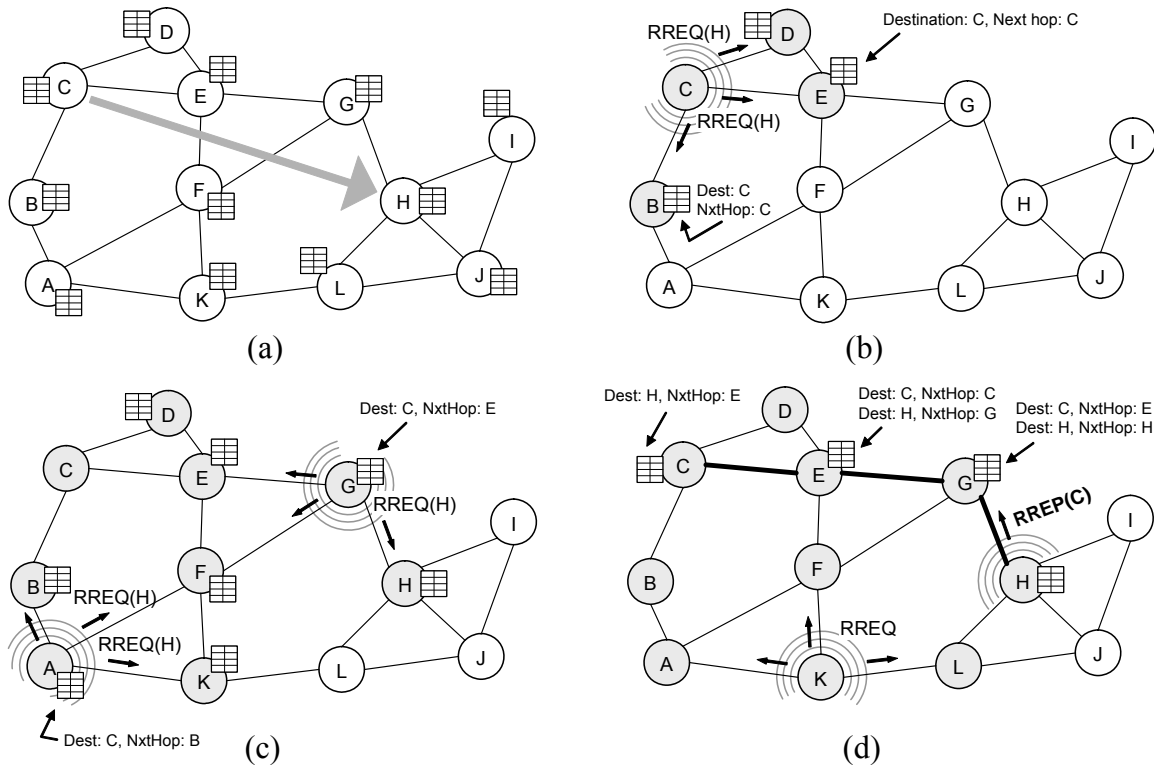 D
C
E
G
I
B
F
H
A
K
L
J
(a)
RREQ(H)
D
Destination: C, Next hop: C
C
E
G
RREQ(H)
I
B
Dest: C
NxtHop: C
F
H
A
K
L
J
(b)
D
Dest: C, NxtHop: E
C
E
G
RREQ(H)
I
B
F
H
RREQ(H)
RREQ(H)
A
K
L
J
Dest: C, NxtHop: B
(c)
Dest: H, NxtHop: E
D
Dest: C, NxtHop: C
Dest: H, NxtHop: G
Dest: C, NxtHop: E
Dest: H, NxtHop: H
C
E
G
RREP(C)
I
B
F
H
RREQ
A
K
L
J
(d)